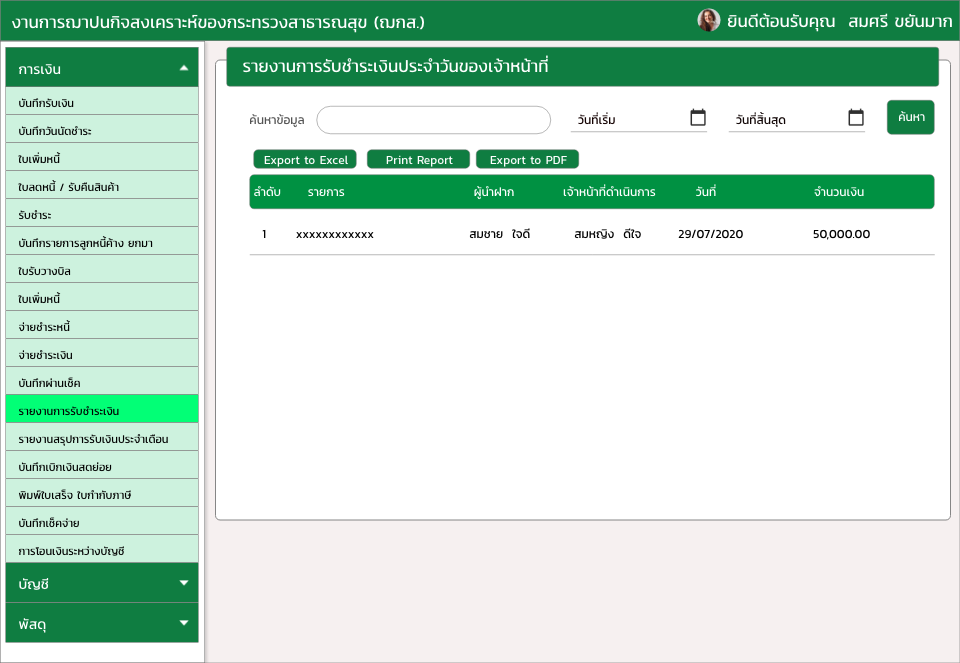 งานการฌาปนกิจสงเคราะห์ของกระทรวงสาธารณสุข (ฌกส.)
ยินดีต้อนรับคุณ สมศรี ขยันมาก
การเงิน
บันทึกรับเงิน
บันทึกวันนัดชำระ
ใบเพิ่มหนี้
ใบลดหนี้ / รับคืนสินค้า
รับชำระ
บันทึกรายการลูกหนี้ค้าง ยกมา
ใบรับวางบิล
ใบเพิ่มหนี้
จ่ายชำระหนี้
จ่ายชำระเงิน
บันทึกผ่านเช็ค
รายงานการรับชำระเงิน
รายงานสรุปการรับเงินประจำเดือน
บันทึกเบิกเงินสดย่อย
พิมพ์ใบเสร็จ ใบกำกับภาษี
บันทึกเช็คจ่าย
การโอนเงินระหว่างบัญชี
บัญชี
พัสดุ
รายงานการรับชำระเงินประจำวันของเจ้าหน้าที่
ค้นหาข้อมูล วันที่เริ่ม วันที่สิ้นสุด ค้นหา
Export to Excel Print Report Export to PDF
ลำดับ รายการ ผู้นำฝาก เจ้าหน้าที่ดำเนินการ วันที่ จำนวนเงิน
1 xxxxxxxxxxxx สมชาย ใจดี สมหญิง ดีใจ 29/07/2020 50,000.00